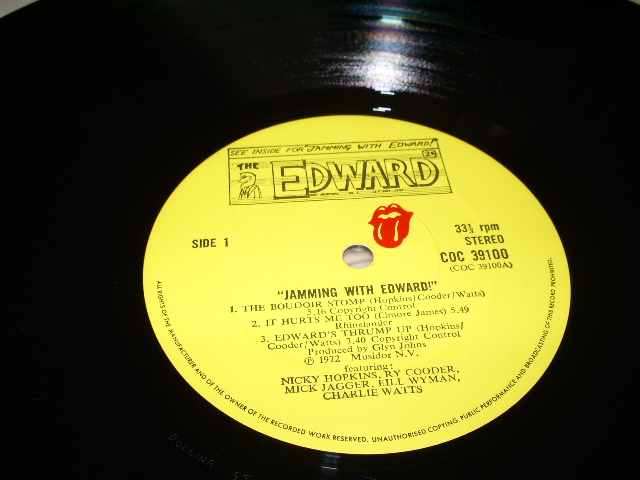 SEE INSIDE FOR "JAMMING WITH EDWARD!"
THE EDWARD
SIDE 1
33⅓ rpm
STEREO
COC 39100
(COC 39100A)
"JAMMING WITH EDWARD!"
1. THE BOUDOIR STOMP (Hopkins/Cooder/Watts)
5.16 Copyright Control
2. IT HURTS ME TOO (Elmore James) 5.49
Rhinelander
3. EDWARD'S THRUMP UP (Hopkins/
Cooder/Watts) 7.40 Copyright Control
Produced by Glyn Johns
Ⓟ 1972 Musidor N.V.
featuring:
NICKY HOPKINS, RY COODER,
MICK JAGGER, BILL WYMAN,
CHARLIE WATTS
ALL RIGHTS OF THE MANUFACTURER AND OF THE OWNER OF THE RECORDED WORK RESERVED. UNAUTHORISED COPYING PUBLIC PERFORMANCE AND BROADCASTING OF THIS RECORD PROHIBITED.
ROLLING